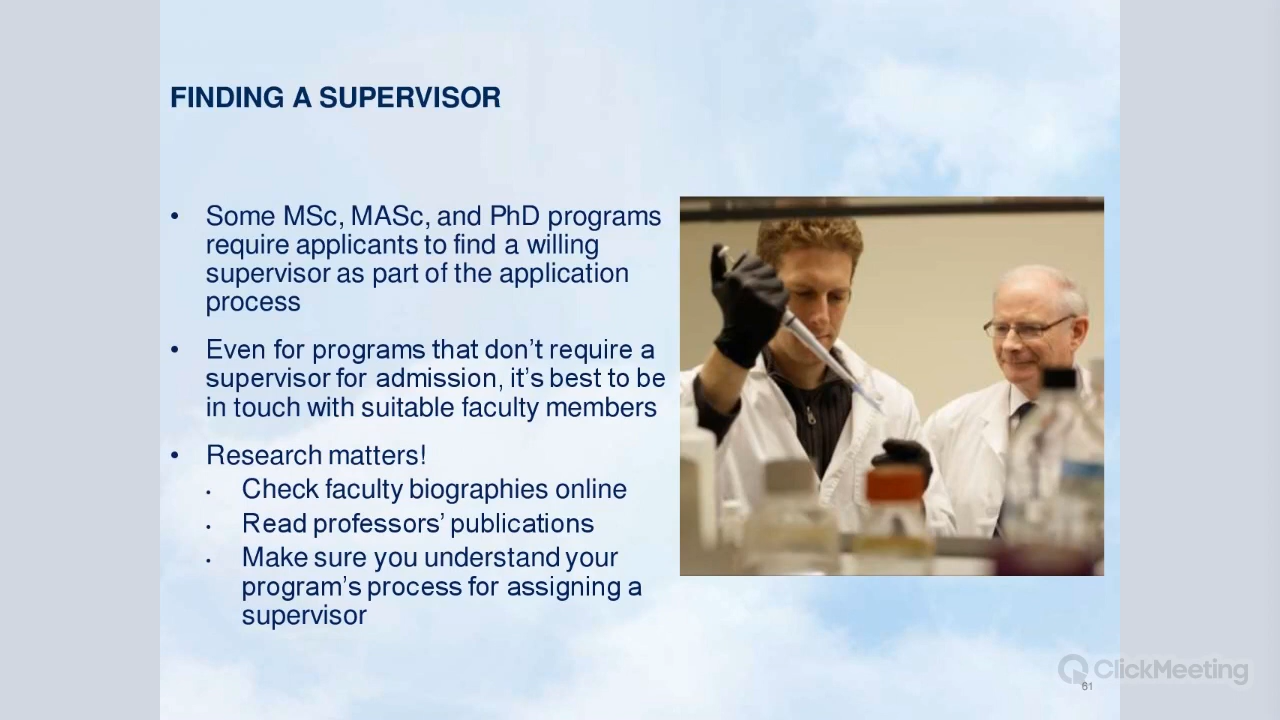 FINDING A SUPERVISOR
• Some MSc, MASc, and PhD programs
require applicants to find a willing
supervisor as part of the application
process
• Even for programs that don’t require a
supervisor for admission, it’s best to be
in touch with suitable faculty members
• Research matters!
• Check faculty biographies online
• Read professors’ publications
• Make sure you understand your
program’s process for assigning a
supervisor
ClickMeeting
61